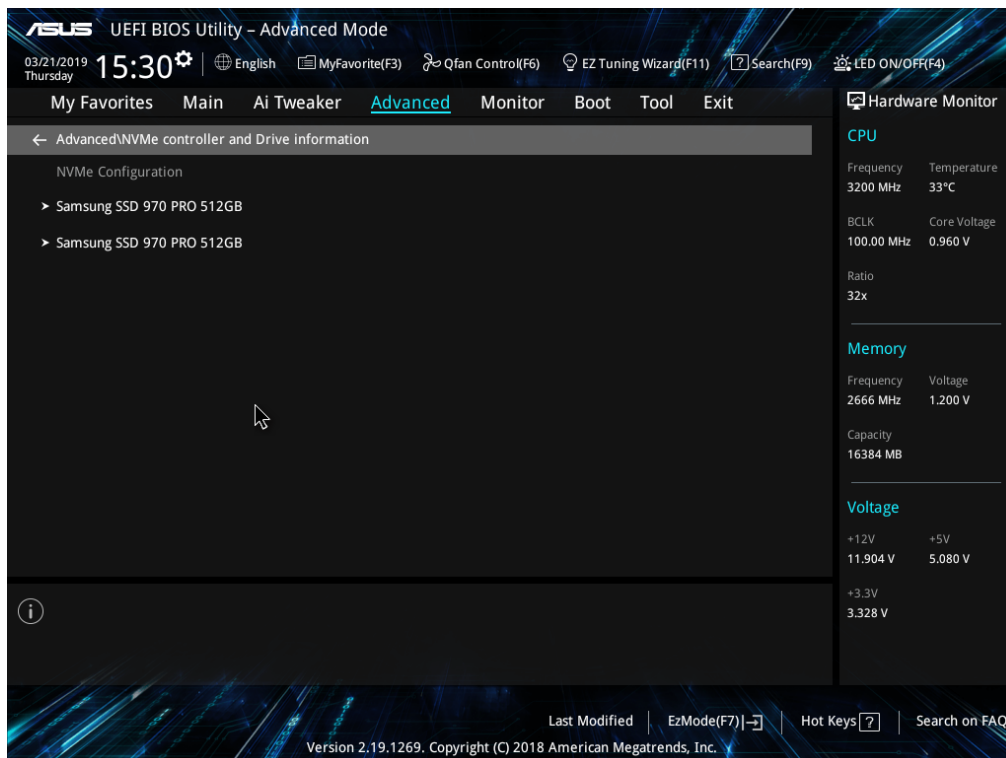 ASUS UEFI BIOS Utility – Advanced Mode
03/21/2019
Thursday
15:30
English
MyFavorite(F3)
Qfan Control(F6)
EZ Tuning Wizard(F11)
? Search(F9)
LED ON/OFF(F4)
My Favorites Main Ai Tweaker Advanced Monitor Boot Tool Exit
Hardware Monitor
← Advanced\NVMe controller and Drive information
NVMe Configuration
➤ Samsung SSD 970 PRO 512GB
➤ Samsung SSD 970 PRO 512GB
CPU
Frequency Temperature
3200 MHz 33°C
BCLK Core Voltage
100.00 MHz 0.960 V
Ratio
32x
Memory
Frequency Voltage
2666 MHz 1.200 V
Capacity
16384 MB
Voltage
+12V +5V
11.904 V 5.080 V
+3.3V
3.328 V
i
Last Modified
EzMode(F7)
Hot Keys ?
Search on FAQ
Version 2.19.1269. Copyright (C) 2018 American Megatrends, Inc.